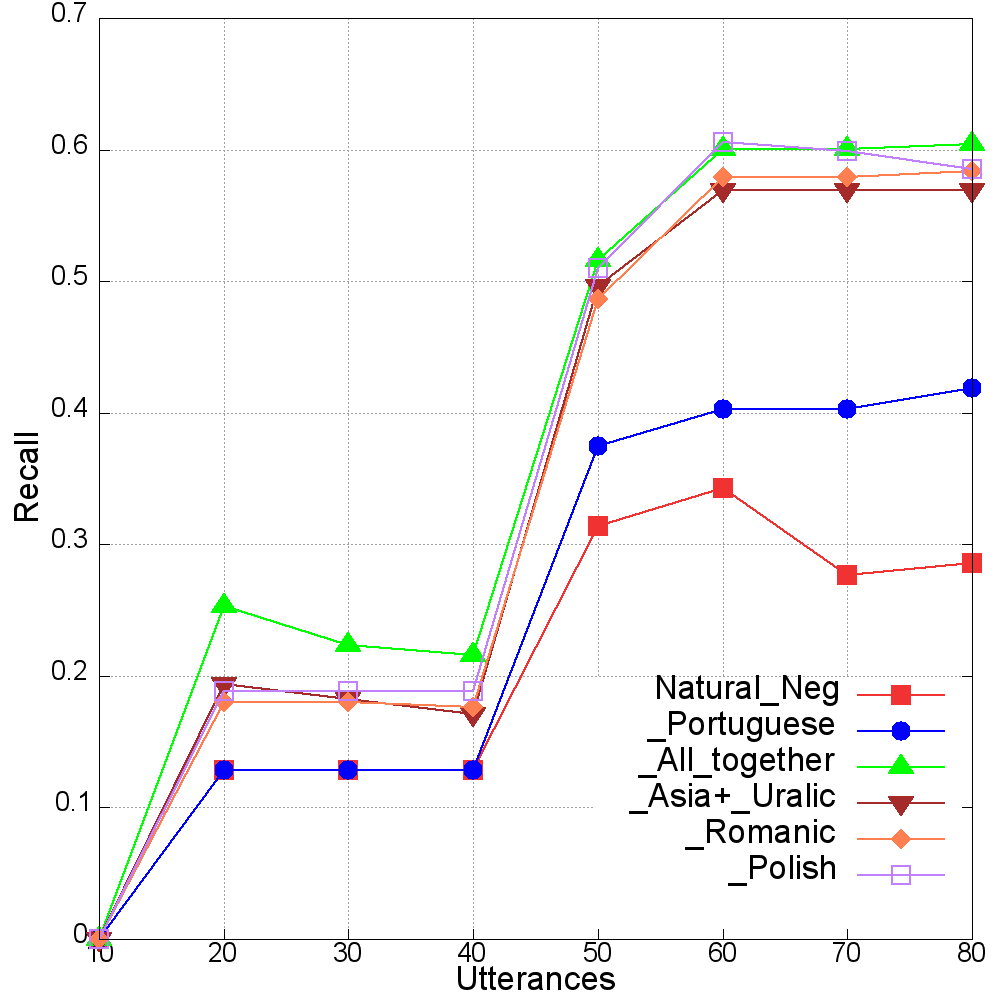 0.7
0.6
0.5
0.4
0.3
0.2
0.1
0
Recall
Natural_Neg
_Portuguese
_All_together
_Asia+_Uralic
_Romanic
_Polish
10 20 30 40 50 60 70 80
Utterances